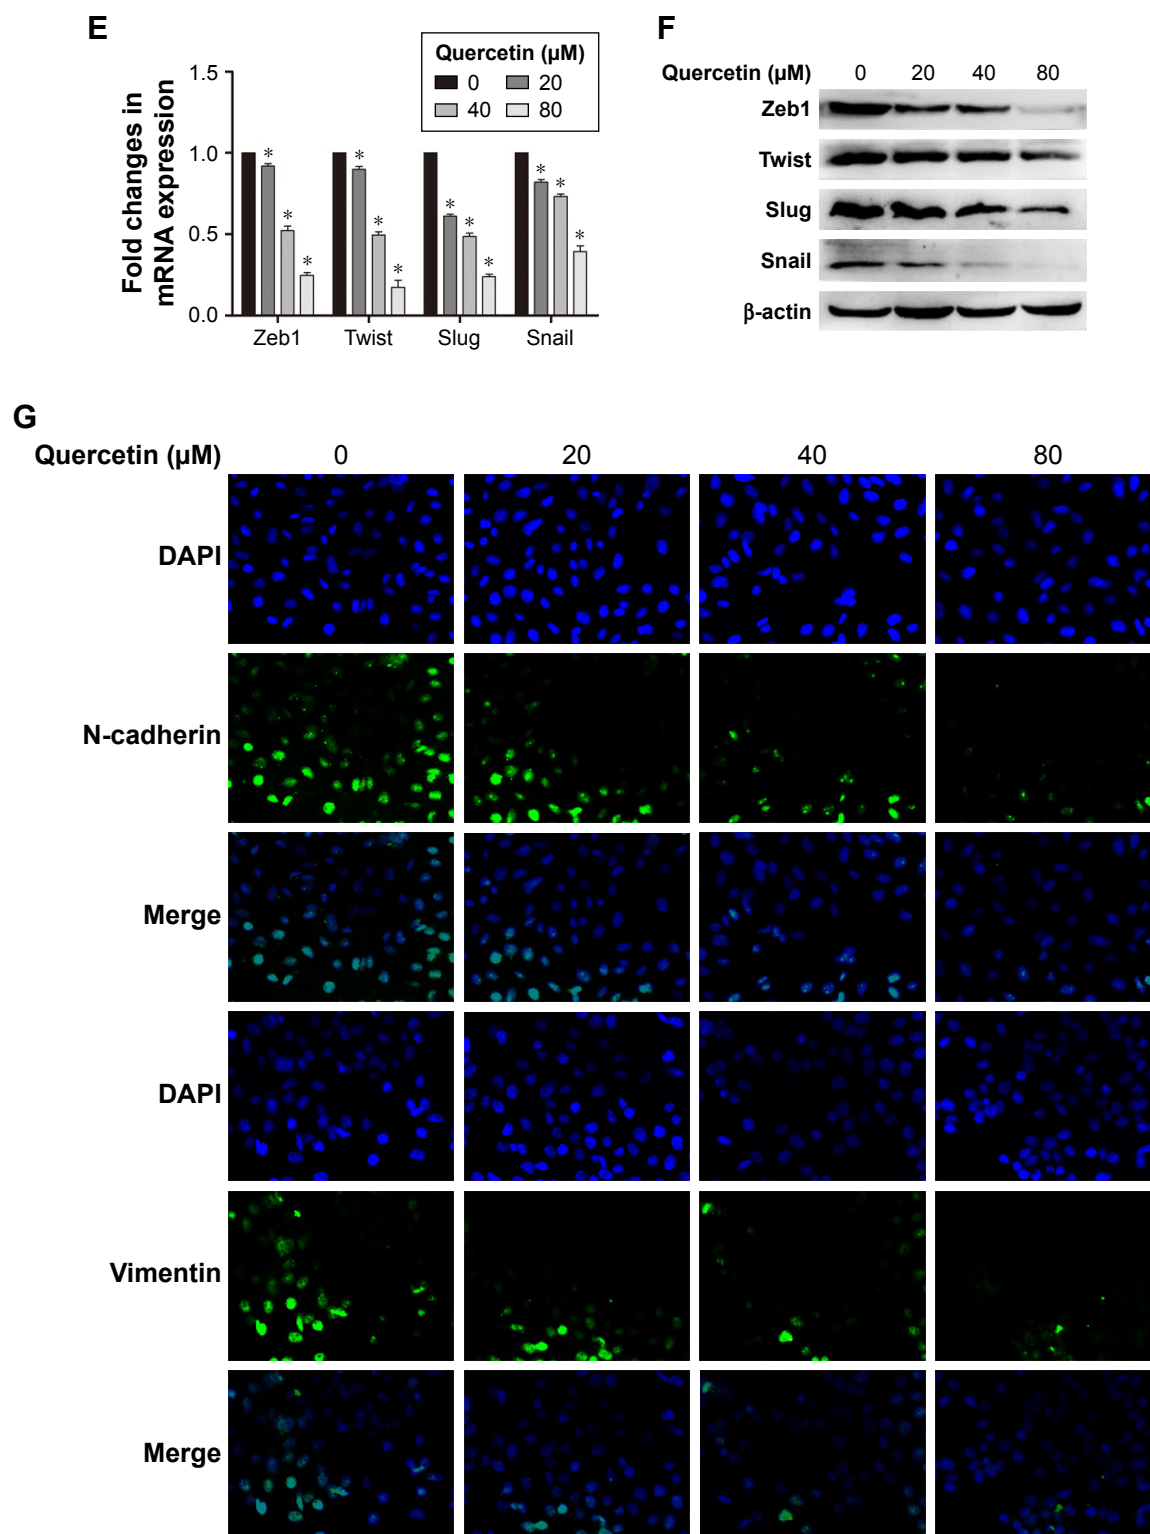 E
Quercetin (μM)
0 20
40 80
Fold changes in
mRNA expression
1.5
1.0
0.5
0.0
* * *
* * *
* * *
* * *
Zeb1 Twist Slug Snail
F
Quercetin (μM) 0 20 40 80
Zeb1
Twist
Slug
Snail
β-actin
G
Quercetin (μM) 0 20 40 80
DAPI
N-cadherin
Merge
DAPI
Vimentin
Merge